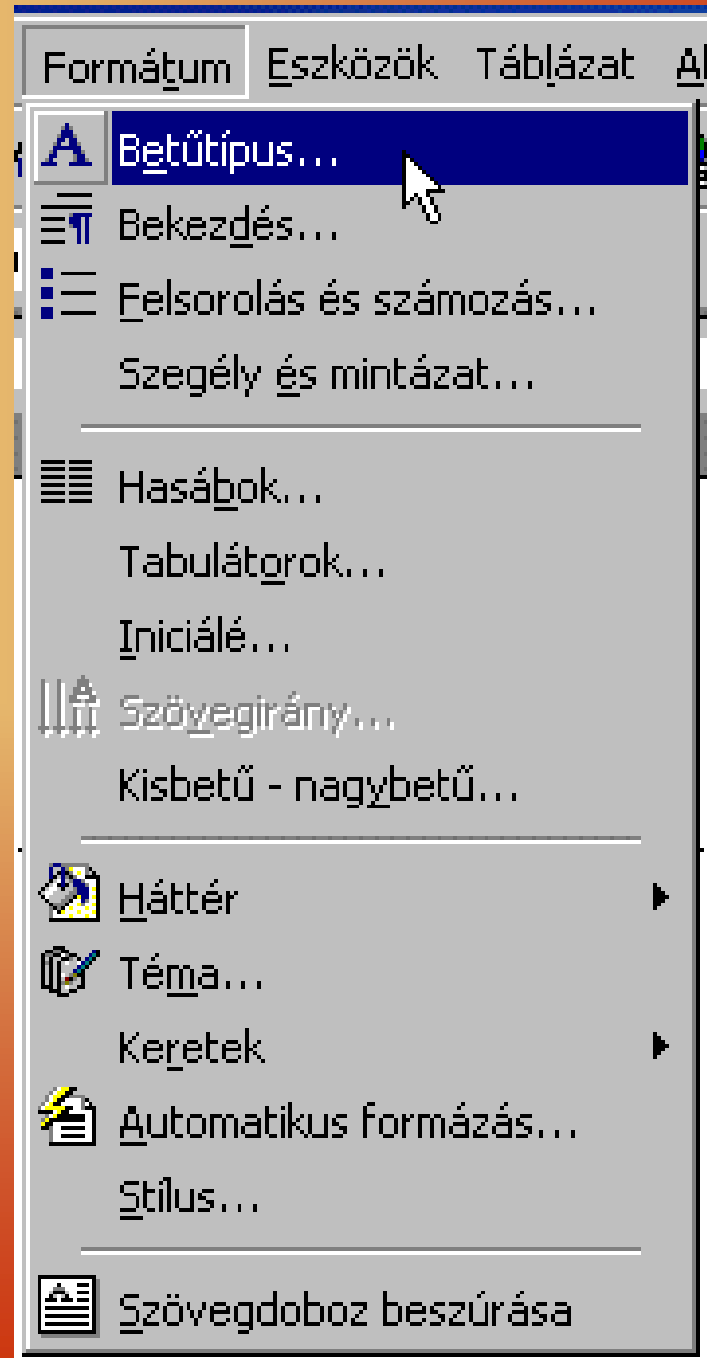 Formátum Eszközök Táblázat
Betűtípus...
Bekezdés...
Felsorolás és számozás...
Szegély és mintázat...
Hasábok...
Tabulátorok...
Iniciálé...
Szövegirány...
Kisbetű - nagybetű...
Háttér
Téma...
Keretek
Automatikus formázás...
Stílus...
Szövegdoboz beszúrása